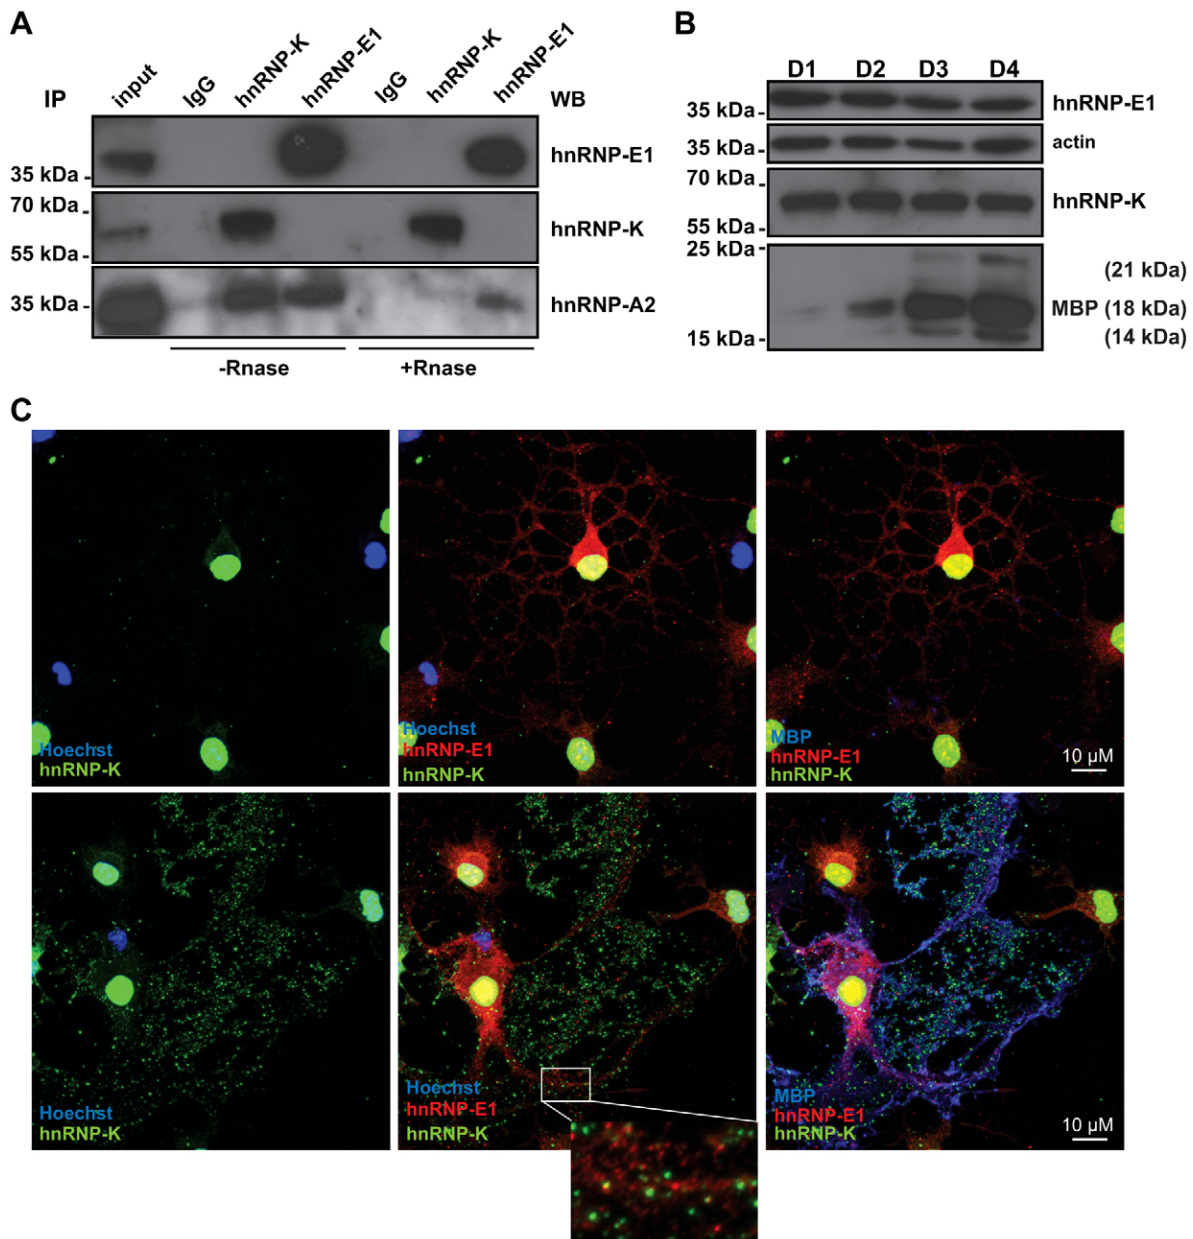 A
IP
input
IgG
hnRNP-K
hnRNP-E1
IgG
hnRNP-K
hnRNP-E1
WB
35 kDa
hnRNP-E1
70 kDa
55 kDa
hnRNP-K
35 kDa
hnRNP-A2
-Rnase
+Rnase
B
D1 D2 D3 D4
35 kDa
hnRNP-E1
35 kDa
actin
70 kDa
55 kDa
hnRNP-K
25 kDa
(21 kDa)
MBP (18 kDa)
15 kDa
(14 kDa)
C
Hoechst
hnRNP-K
Hoechst
hnRNP-E1
hnRNP-K
MBP
hnRNP-E1
hnRNP-K
10 µM
Hoechst
hnRNP-K
Hoechst
hnRNP-E1
hnRNP-K
MBP
hnRNP-E1
hnRNP-K
10 µM